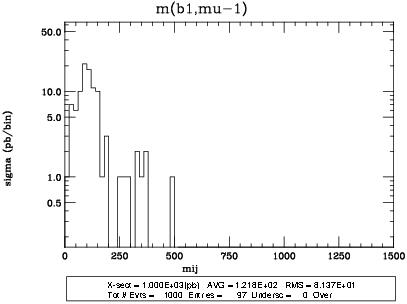 m(b1,mu−1)
50.0
10.0
5.0
1.0
0.5
sigma (pb/bin)
0 250 500 750 1000 1250 1500
mij
X-sect = 1.000E+03(pb) AVG = 1.218E+02 RMS = 8.137E+01
Tot # Evts = 1000 Entries = 97 Undersc = 0 Over